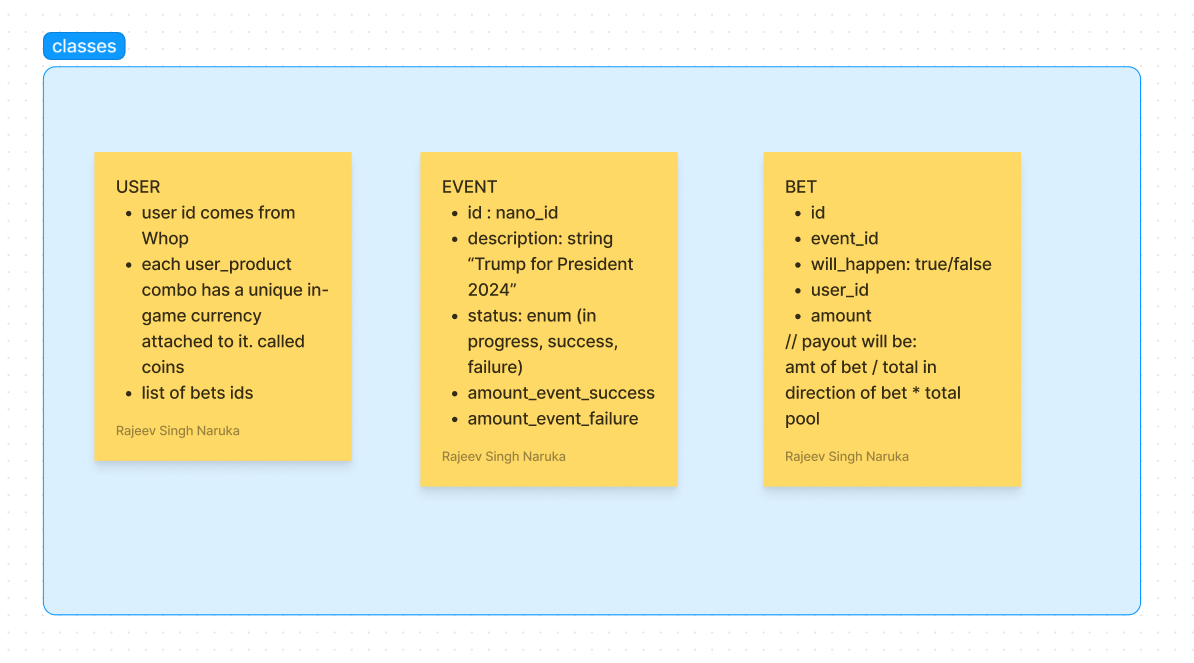 classes
USER
• user id comes from
Whop
• each user_product
combo has a unique in-
game currency
attached to it. called
coins
• list of bets ids
Rajeev Singh Naruka
EVENT
• id : nano_id
• description: string
“Trump for President
2024”
• status: enum (in
progress, success,
failure)
• amount_event_success
• amount_event_failure
Rajeev Singh Naruka
BET
• id
• event_id
• will_happen: true/false
• user_id
• amount
// payout will be:
amt of bet / total in
direction of bet * total
pool
Rajeev Singh Naruka